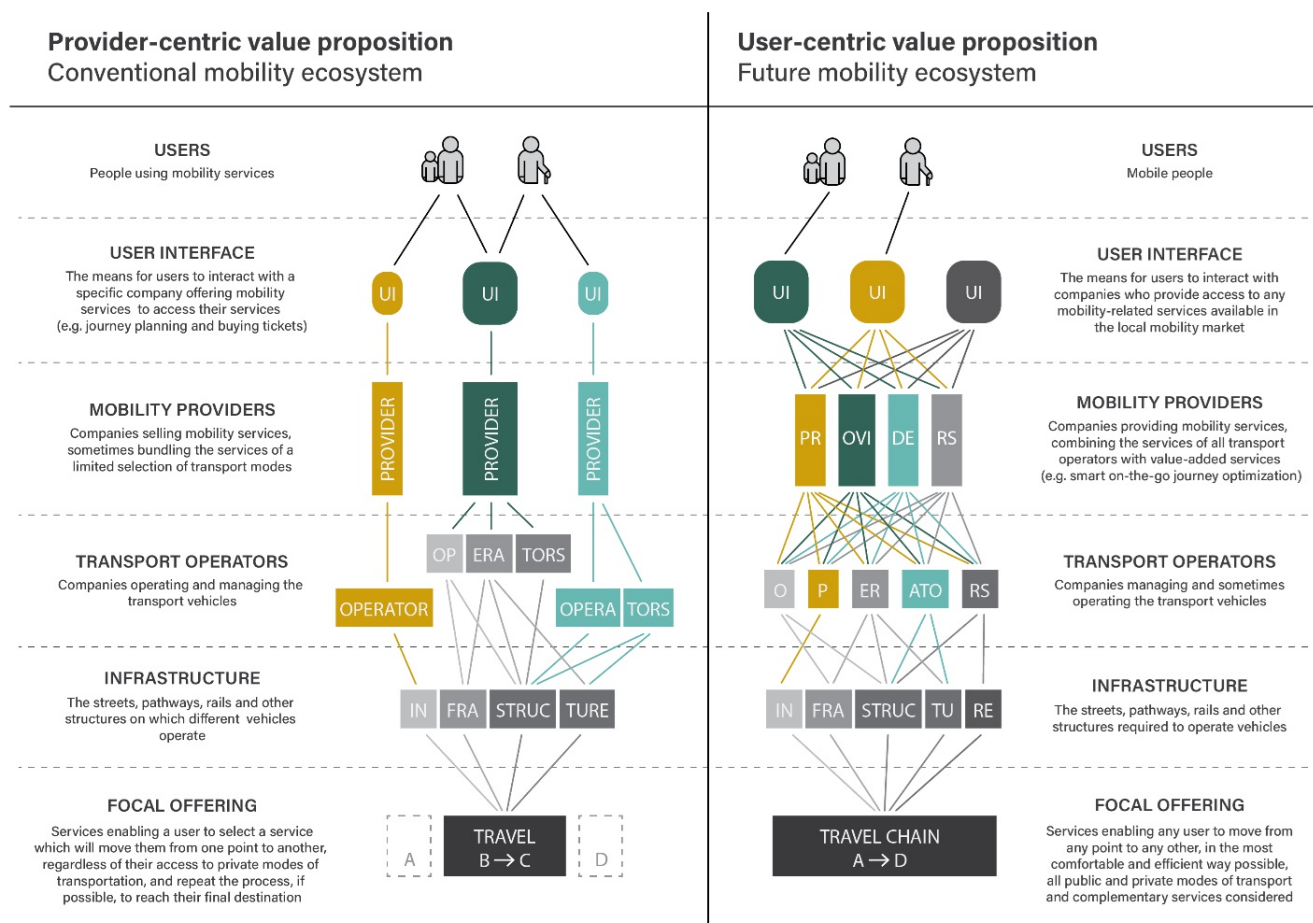 Provider-centric value proposition
Conventional mobility ecosystem
USERS
People using mobility services
USER INTERFACE
The means for users to interact with a
specific company offering mobility
services to access their services
(e.g. journey planning and buying tickets)
UI
UI
UI
MOBILITY PROVIDERS
Companies selling mobility services,
sometimes bundling the services of a
limited selection of transport modes
PROVIDER
PROVIDER
PROVIDER
TRANSPORT OPERATORS
Companies operating and managing the
transport vehicles
OP ERA TORS
OPERATOR
OPERA TORS
INFRASTRUCTURE
The streets, pathways, rails and other
structures on which different vehicles
operate
IN FRA STRUC TURE
FOCAL OFFERING
Services enabling a user to select a service
which will move them from one point to another,
regardless of their access to private modes of
transportation, and repeat the process, if
possible, to reach their final destination
A
TRAVEL
B → C
D
User-centric value proposition
Future mobility ecosystem
USERS
Mobile people
UI
UI
UI
USER INTERFACE
The means for users to interact with
companies who provide access to any
mobility-related services available in
the local mobility market
PR OVI DE RS
MOBILITY PROVIDERS
Companies providing mobility services,
combining the services of all transport
operators with value-added services
(e.g. smart on-the-go journey optimization)
O P ER ATO RS
TRANSPORT OPERATORS
Companies managing and sometimes
operating the transport vehicles
IN FRA STRUC TU RE
INFRASTRUCTURE
The streets, pathways, rails and other
structures required to operate vehicles
TRAVEL CHAIN
A → D
FOCAL OFFERING
Services enabling any user to move from
any point to any other, in the most
comfortable and efficient way possible,
all public and private modes of transport
and complementary services considered